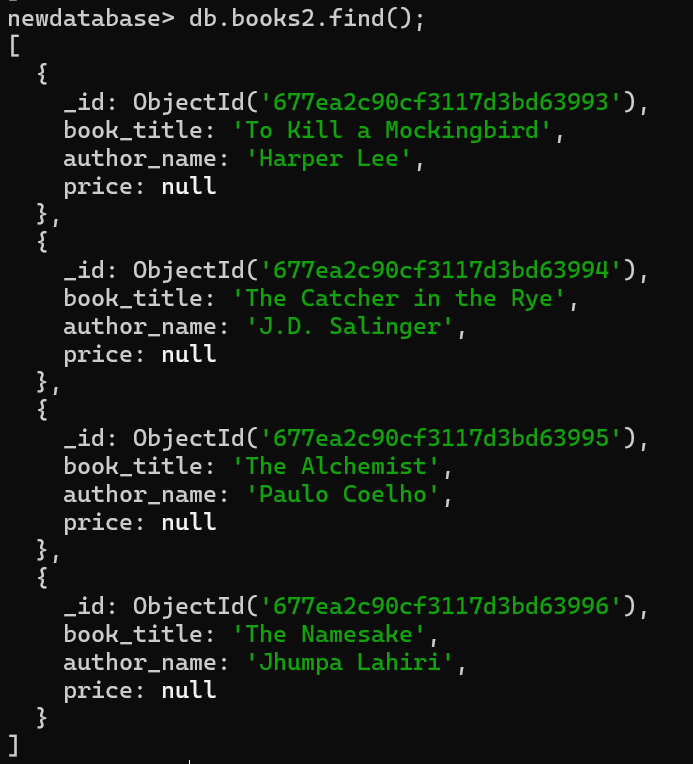 newdatabase> db.books2.find();
[
  {
    _id: ObjectId('677ea2c90cf3117d3bd63993'),
    book_title: 'To Kill a Mockingbird',
    author_name: 'Harper Lee',
    price: null
  },
  {
    _id: ObjectId('677ea2c90cf3117d3bd63994'),
    book_title: 'The Catcher in the Rye',
    author_name: 'J.D. Salinger',
    price: null
  },
  {
    _id: ObjectId('677ea2c90cf3117d3bd63995'),
    book_title: 'The Alchemist',
    author_name: 'Paulo Coelho',
    price: null
  },
  {
    _id: ObjectId('677ea2c90cf3117d3bd63996'),
    book_title: 'The Namesake',
    author_name: 'Jhumpa Lahiri',
    price: null
  }
]